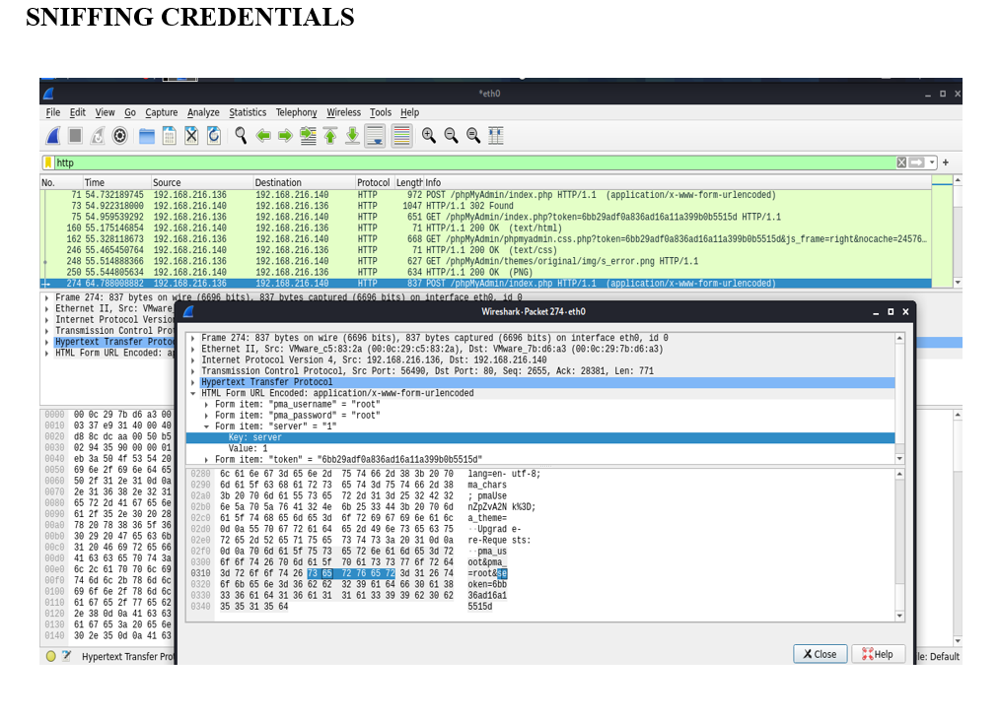 SNIFFING CREDENTIALS
*eth0
File Edit View Go Capture Analyze Statistics Telephony Wireless Tools Help
http
No. Time Source Destination Protocol Length Info
71 54.732189745 192.168.216.136 192.168.216.140 HTTP 972 POST /phpMyAdmin/index.php HTTP/1.1 (application/x-www-form-urlencoded)
73 54.922318000 192.168.216.140 192.168.216.136 HTTP 1047 HTTP/1.1 302 Found
75 54.959539292 192.168.216.136 192.168.216.140 HTTP 651 GET /phpMyAdmin/index.php?token=6bb29adf0a836ad16a11a399b0b5515d HTTP/1.1
160 55.175146854 192.168.216.140 192.168.216.136 HTTP 71 HTTP/1.1 200 OK (text/html)
162 55.328118673 192.168.216.136 192.168.216.140 HTTP 668 GET /phpMyAdmin/phpmyadmin.css.php?token=6bb29adf0a836ad16a11a399b0b5515d&js_frame=right&nocache=24576…
246 55.465450764 192.168.216.140 192.168.216.136 HTTP 71 HTTP/1.1 200 OK (text/css)
248 55.514888366 192.168.216.136 192.168.216.140 HTTP 627 GET /phpMyAdmin/themes/original/img/s_error.png HTTP/1.1
250 55.544805634 192.168.216.140 192.168.216.136 HTTP 634 HTTP/1.1 200 OK (PNG)
274 64.788008882 192.168.216.136 192.168.216.140 HTTP 837 POST /phpMyAdmin/index.php HTTP/1.1 (application/x-www-form-urlencoded)
Frame 274: 837 bytes on wire (6696 bits), 837 bytes captured (6696 bits) on interface eth0, id 0
Ethernet II, Src: VMware_
Internet Protocol Version
Transmission Control Prot
Hypertext Transfer Proto
HTML Form URL Encoded: ap
0000 00 0c 29 7b d6 a3 00
0010 03 37 e9 31 40 00 40
0020 d8 8c dc aa 00 50 b5
0030 02 94 35 90 00 00 01
0040 eb 3a 50 4f 53 54 20
0050 69 6e 2f 69 6e 64 65
0060 50 2f 31 2e 31 0d 0a
0070 2e 31 36 38 2e 32 31
0080 65 72 2d 41 67 65 6e
0090 61 2f 35 2e 30 20 28
00a0 78 20 78 38 36 5f 36
00b0 30 29 20 47 65 63 6b
00c0 31 20 46 69 72 65 66
00d0 41 63 63 65 70 74 3a
00e0 6c 2c 61 70 70 6c 69
00f0 74 6d 6c 2b 78 6d 6c
0100 69 6f 6e 2f 78 6d 6c
0110 61 67 65 2f 77 65 62
0120 2e 38 0d 0a 41 63 63
0130 61 67 65 3a 20 65 6e
0140 30 2e 35 0d 0a 41 63
Hypertext Transfer Prot
le: Default
Wireshark · Packet 274 · eth0
Frame 274: 837 bytes on wire (6696 bits), 837 bytes captured (6696 bits) on interface eth0, id 0
Ethernet II, Src: VMware_c5:83:2a (00:0c:29:c5:83:2a), Dst: VMware_7b:d6:a3 (00:0c:29:7b:d6:a3)
Internet Protocol Version 4, Src: 192.168.216.136, Dst: 192.168.216.140
Transmission Control Protocol, Src Port: 56490, Dst Port: 80, Seq: 2655, Ack: 28381, Len: 771
Hypertext Transfer Protocol
HTML Form URL Encoded: application/x-www-form-urlencoded
Form item: "pma_username" = "root"
Form item: "pma_password" = "root"
Form item: "server" = "1"
Key: server
Value: 1
Form item: "token" = "6bb29adf0a836ad16a11a399b0b5515d"
0280 6c 61 6e 67 3d 65 6e 2d 75 74 66 2d 38 3b 20 70 lang=en- utf-8;
0290 6d 61 5f 63 68 61 72 73 65 74 3d 75 74 66 2d 38 ma_chars
02a0 3b 20 70 6d 61 55 73 65 72 2d 31 3d 25 32 42 32 ; pmaUse
02b0 6e 5a 70 5a 76 41 32 4e 6b 25 33 44 3b 20 70 6d nZpZvA2N k%3D;
02c0 61 5f 74 68 65 6d 65 3d 6f 72 69 67 69 6e 61 6c a_theme=
02d0 0d 0a 55 70 67 72 61 64 65 2d 49 6e 73 65 63 75 ··Upgrad e-
02e0 72 65 2d 52 65 71 75 65 73 74 73 3a 20 31 0d 0a re-Reque sts:
02f0 0d 0a 70 6d 61 5f 75 73 65 72 6e 61 6d 65 3d 72 ··pma_us
0300 6f 6f 74 26 70 6d 61 5f 70 61 73 73 77 6f 72 64 oot&pma_
0310 3d 72 6f 6f 74 26 73 65 72 76 65 72 3d 31 26 74 =root&se
0320 6f 6b 65 6e 3d 36 62 62 32 39 61 64 66 30 61 38 oken=6bb
0330 33 36 61 64 31 36 61 31 31 61 33 39 39 62 30 62 36ad16a1
0340 35 35 31 35 64 5515d
Close Help